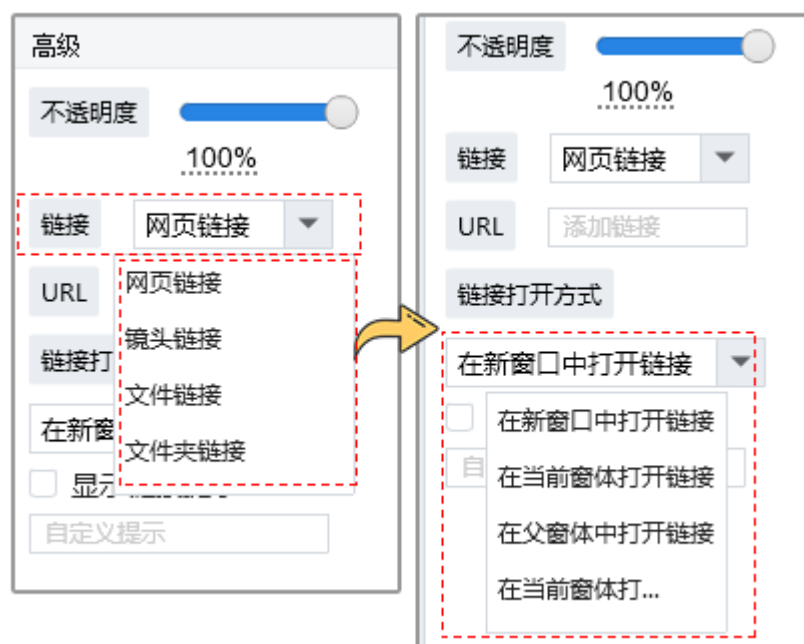 高级
不透明度
100%
链接 网页链接
URL
网页链接
镜头链接
链接打
文件链接
在新窗
文件夹链接
显示
自定义提示
不透明度
100%
链接 网页链接
URL 添加链接
链接打开方式
在新窗口中打开链接
在新窗口中打开链接
自
在当前窗体打开链接
在父窗体中打开链接
在当前窗体打...